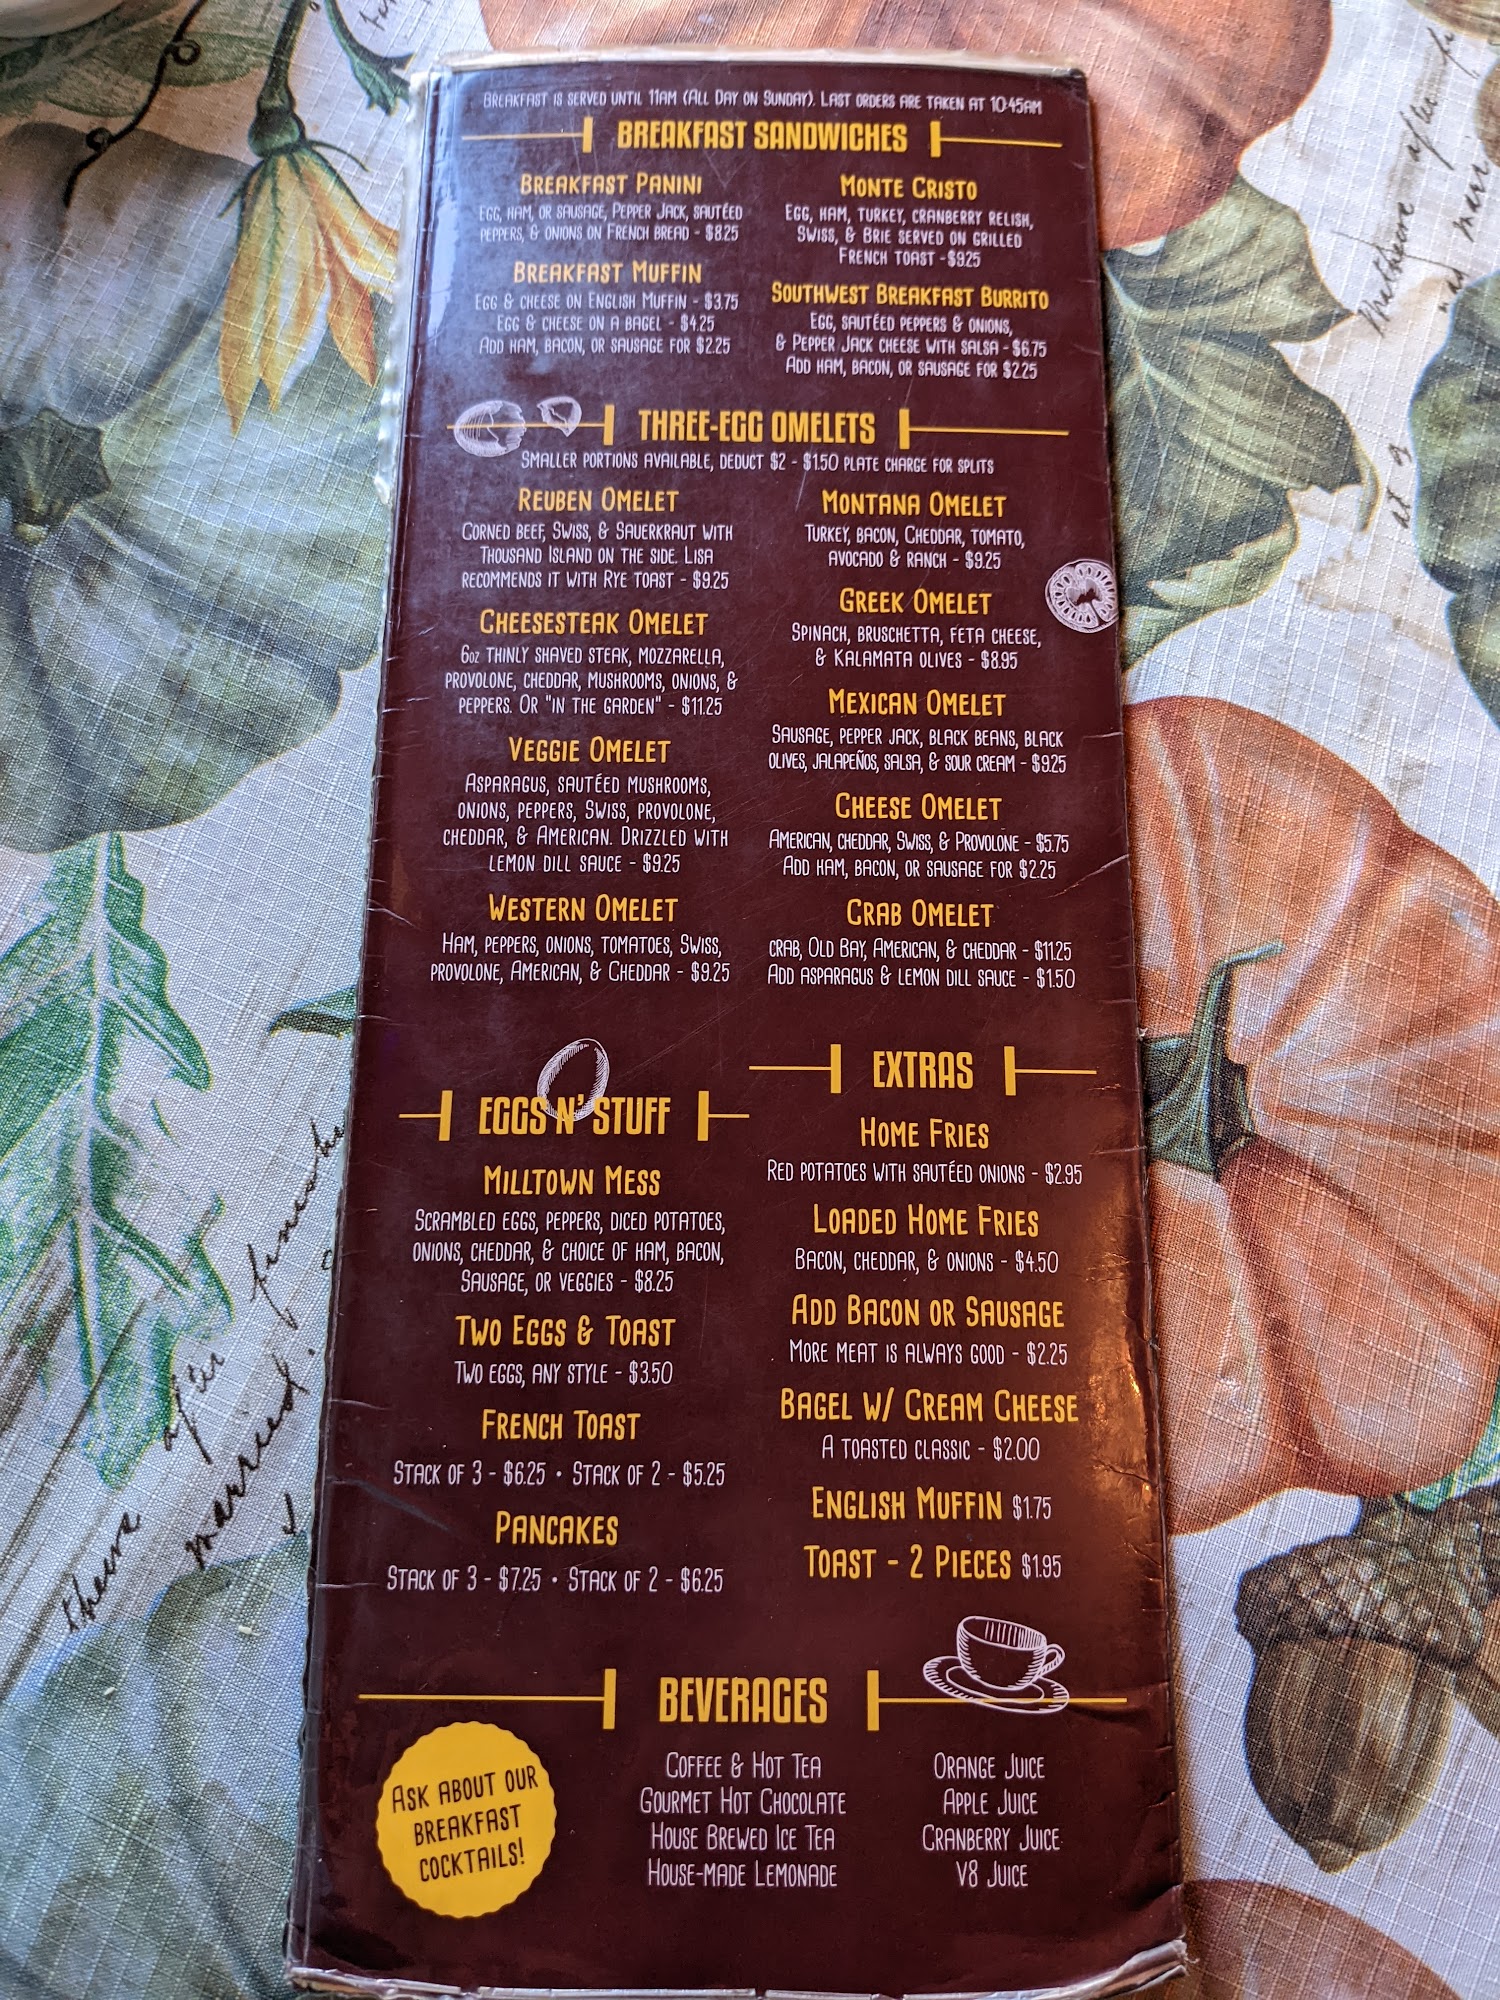 Breakfast is served until 11am (All Day on Sunday). Last orders are taken at 10:45am
BREAKFAST SANDWICHES
Breakfast Panini
Egg, ham, or sausage, Pepper Jack, sautéed
peppers, & onions on French bread - $8.25
Breakfast Muffin
Egg & cheese on English Muffin - $3.75
Egg & cheese on a bagel - $4.25
Add ham, bacon, or sausage for $2.25
Monte Cristo
Egg, ham, turkey, cranberry relish,
Swiss, & Brie served on grilled
French toast - $9.25
Southwest Breakfast Burrito
Egg, sautéed peppers & onions,
& Pepper Jack cheese with salsa - $6.75
Add ham, bacon, or sausage for $2.25
THREE-EGG OMELETS
Smaller portions available, deduct $2 - $1.50 plate charge for splits
Reuben Omelet
Corned beef, Swiss, & Sauerkraut with
Thousand Island on the side. Lisa
recommends it with Rye toast - $9.25
Cheesesteak Omelet
6oz thinly shaved steak, mozzarella,
provolone, cheddar, mushrooms, onions, &
peppers. Or "in the garden" - $11.25
Veggie Omelet
Asparagus, sautéed mushrooms,
onions, peppers, Swiss, provolone,
cheddar, & American. Drizzled with
lemon dill sauce - $9.25
Western Omelet
Ham, peppers, onions, tomatoes, Swiss,
provolone, American, & Cheddar - $9.25
Montana Omelet
Turkey, bacon, Cheddar, tomato,
avocado & ranch - $9.25
Greek Omelet
Spinach, bruschetta, feta cheese,
& kalamata olives - $8.95
Mexican Omelet
Sausage, pepper jack, black beans, black
olives, jalapeños, salsa, & sour cream - $9.25
Cheese Omelet
American, cheddar, Swiss, & Provolone - $5.75
Add ham, bacon, or sausage for $2.25
Crab Omelet
crab, Old Bay, American, & cheddar - $11.25
Add asparagus & lemon dill sauce - $1.50
EGGS N' STUFF
Milltown Mess
Scrambled eggs, peppers, diced potatoes,
onions, cheddar, & choice of ham, bacon,
Sausage, or veggies - $8.25
Two Eggs & Toast
Two eggs, any style - $3.50
French Toast
Stack of 3 - $6.25 • Stack of 2 - $5.25
Pancakes
Stack of 3 - $7.25 • Stack of 2 - $6.25
EXTRAS
Home Fries
Red potatoes with sautéed onions - $2.95
Loaded Home Fries
Bacon, cheddar, & onions - $4.50
Add Bacon or Sausage
More meat is always good - $2.25
Bagel w/ Cream Cheese
A toasted classic - $2.00
English Muffin $1.75
Toast - 2 Pieces $1.95
BEVERAGES
Ask about our
breakfast
cocktails!
Coffee & Hot Tea
Gourmet Hot Chocolate
House Brewed Ice Tea
House-made Lemonade
Orange Juice
Apple Juice
Cranberry Juice
V8 Juice